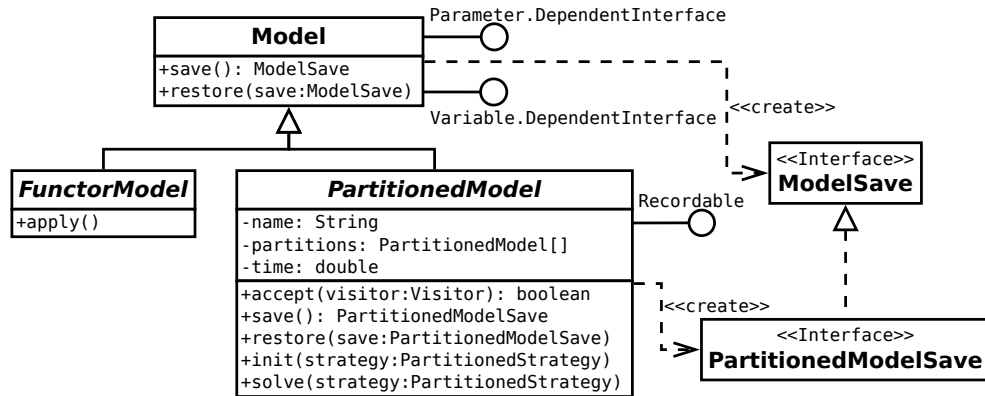 Parameter.DependentInterface
Model
+save(): ModelSave
+restore(save:ModelSave)
Variable.DependentInterface
<<create>>
<<Interface>>
ModelSave
FunctorModel
+apply()
PartitionedModel
-name: String
-partitions: PartitionedModel[]
-time: double
+accept(visitor:Visitor): boolean
+save(): PartitionedModelSave
+restore(save:PartitionedModelSave)
+init(strategy:PartitionedStrategy)
+solve(strategy:PartitionedStrategy)
Recordable
<<create>>
<<Interface>>
PartitionedModelSave